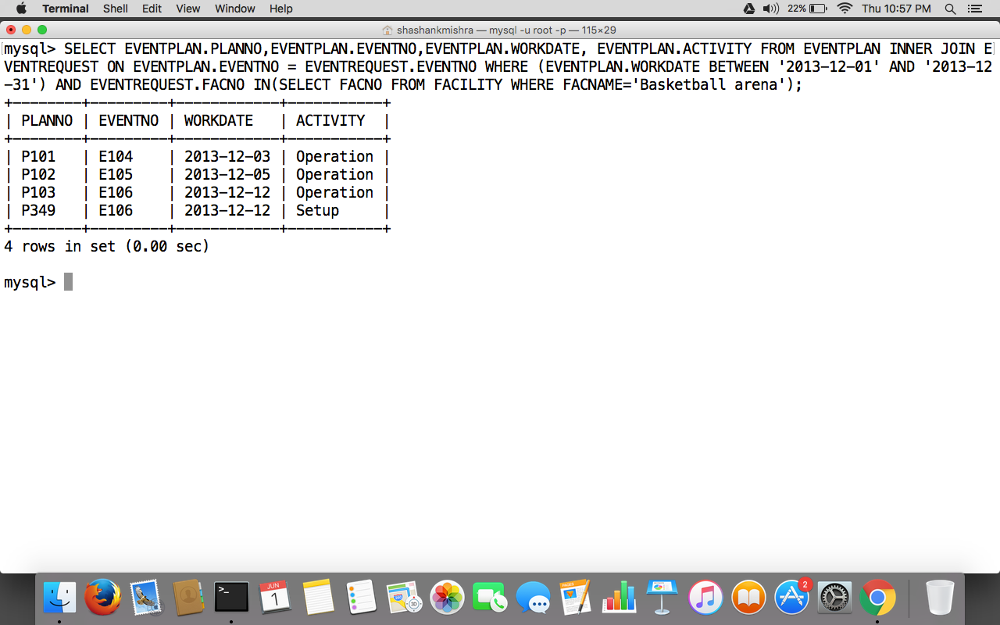 Terminal Shell Edit View Window Help 22% Thu 10:57 PM
shashankmishra — mysql -u root -p — 115×29
mysql> SELECT EVENTPLAN.PLANNO,EVENTPLAN.EVENTNO,EVENTPLAN.WORKDATE, EVENTPLAN.ACTIVITY FROM EVENTPLAN INNER JOIN E
VENTREQUEST ON EVENTPLAN.EVENTNO = EVENTREQUEST.EVENTNO WHERE (EVENTPLAN.WORKDATE BETWEEN '2013-12-01' AND '2013-12
-31') AND EVENTREQUEST.FACNO IN(SELECT FACNO FROM FACILITY WHERE FACNAME='Basketball arena');
+--------+---------+------------+-----------+
| PLANNO | EVENTNO | WORKDATE   | ACTIVITY  |
+--------+---------+------------+-----------+
| P101   | E104    | 2013-12-03 | Operation |
| P102   | E105    | 2013-12-05 | Operation |
| P103   | E106    | 2013-12-12 | Operation |
| P349   | E106    | 2013-12-12 | Setup     |
+--------+---------+------------+-----------+
4 rows in set (0.00 sec)
mysql>
>_
JUN
1
3D
PAGES
2